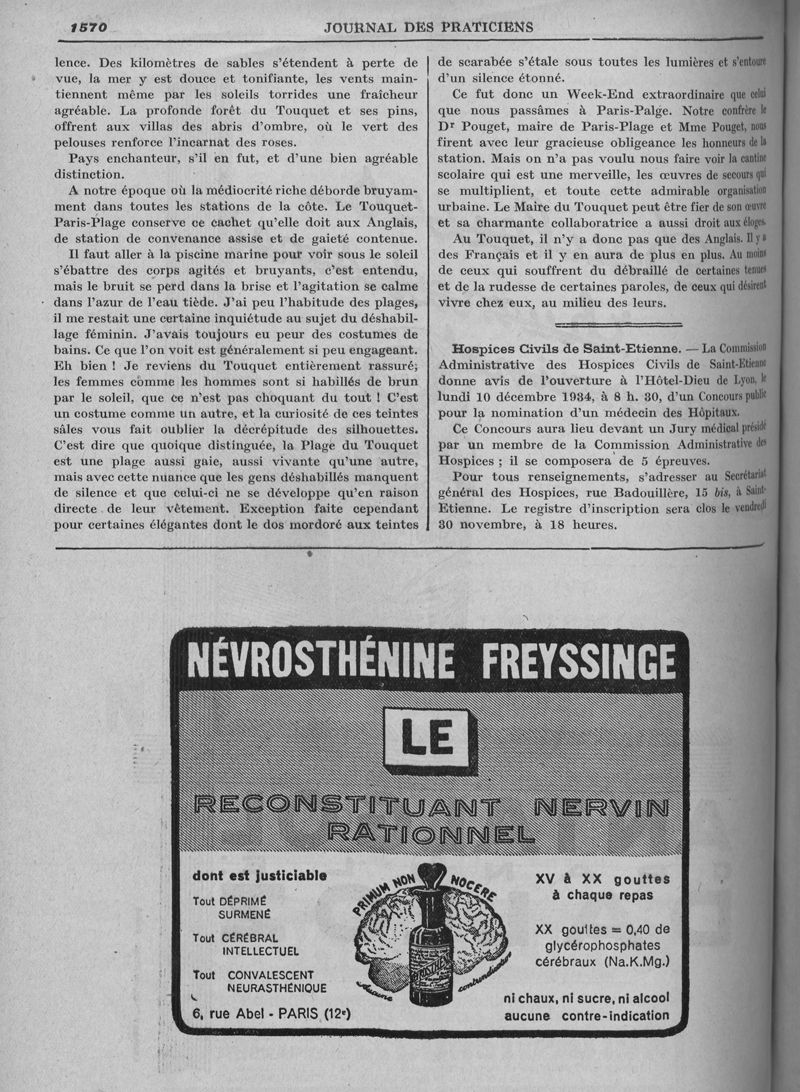 1570
JOURNAL DES PRATICIENS
lence. Des kilomètres de sables s'étendent à perte de
vue, la mer y est douce et tonifiante, les vents main-
tiennent même par les soleils torrides une fraîcheur
agréable. La profonde forêt du Touquet et ses pins,
offrent aux villas des abris d'ombre, où le vert des
pelouses renforce l'incarnat des roses.
Pays enchanteur, s'il en fut, et d'une bien agréable
distinction.
A notre époque où la médiocrité riche déborde bruyam-
ment dans toutes les stations de la côte. Le Touquet-
Paris-Plage conserve ce cachet qu'elle doit aux Anglais,
de station de convenance assise et de gaieté contenue.
Il faut aller à la piscine marine pour voir sous le soleil
s'ébattre des corps agités et bruyants, c'est entendu,
mais le bruit se perd dans la brise et l'agitation se calme
dans l'azur de l'eau tiède. J'ai peu l'habitude des plages,
il me restait une certaine inquiétude au sujet du déshabil-
lage féminin. J'avais toujours eu peur des costumes de
bains. Ce que l'on voit est généralement si peu engageant.
Eh bien ! Je reviens du Touquet entièrement rassuré;
les femmes comme les hommes sont si habillés de brun
par le soleil, que ce n'est pas choquant du tout ! C'est
un costume comme un autre, et la curiosité de ces teintes
sâles vous fait oublier la décrépitude des silhouettes.
C'est dire que quoique distinguée, la Plage du Touquet
est une plage aussi gaie, aussi vivante qu'une autre,
mais avec cette nuance que les gens déshabillés manquent
de silence et que celui-ci ne se développe qu'en raison
directe de leur vêtement. Exception faite cependant
pour certaines élégantes dont le dos mordoré aux teintes
de scarabée s'étale sous toutes les lumières et s'entoure
d'un silence étonné.
Ce fut donc un Week-End extraordinaire que celui
que nous passâmes à Paris-Palge. Notre confrère le
Dr Pouget, maire de Paris-Plage et Mme Pouget, nous
firent avec leur gracieuse obligeance les honneurs de la
station. Mais on n'a pas voulu nous faire voir la cantine
scolaire qui est une merveille, les œuvres de secours qui
se multiplient, et toute cette admirable organisation
urbaine. Le Maire du Touquet peut être fier de son œuvre
et sa charmante collaboratrice a aussi droit aux éloges.
Au Touquet, il n'y a donc pas que des Anglais. Il y a
des Français et il y en aura de plus en plus. Au moins
de ceux qui souffrent du débraillé de certaines tenues
et de la rudesse de certaines paroles, de ceux qui désirent
vivre chez eux, au milieu des leurs.
Hospices Civils de Saint-Etienne. — La Commission
Administrative des Hospices Civils de Saint-Etienne
donne avis de l'ouverture à l'Hôtel-Dieu de Lyon, le
lundi 10 décembre 1934, à 8 h. 30, d'un Concours public
pour la nomination d'un médecin des Hôpitaux.
Ce Concours aura lieu devant un Jury médical présidé
par un membre de la Commission Administrative des
Hospices ; il se composera de 5 épreuves.
Pour tous renseignements, s'adresser au Secrétariat
général des Hospices, rue Badouillère, 15 bis, à Saint-
Etienne. Le registre d'inscription sera clos le vendredi
30 novembre, à 18 heures.
NÉVROSTHÉNINE FREYSSINGE
LE
RECONSTITUANT NERVIN
RATIONNEL
dont est justiciable
Tout DÉPRIMÉ
SURMENÉ
Tout CÉRÉBRAL
INTELLECTUEL
Tout CONVALESCENT
NEURASTHÉNIQUE
6, rue Abel - PARIS (12e)
PRIMUM NON NOCERE
aucune contrindication
XV à XX gouttes
à chaque repas
XX gouttes = 0,40 de
glycérophosphates
cérébraux (Na.K.Mg.)
ni chaux, ni sucre, ni alcool
aucune contre-indication